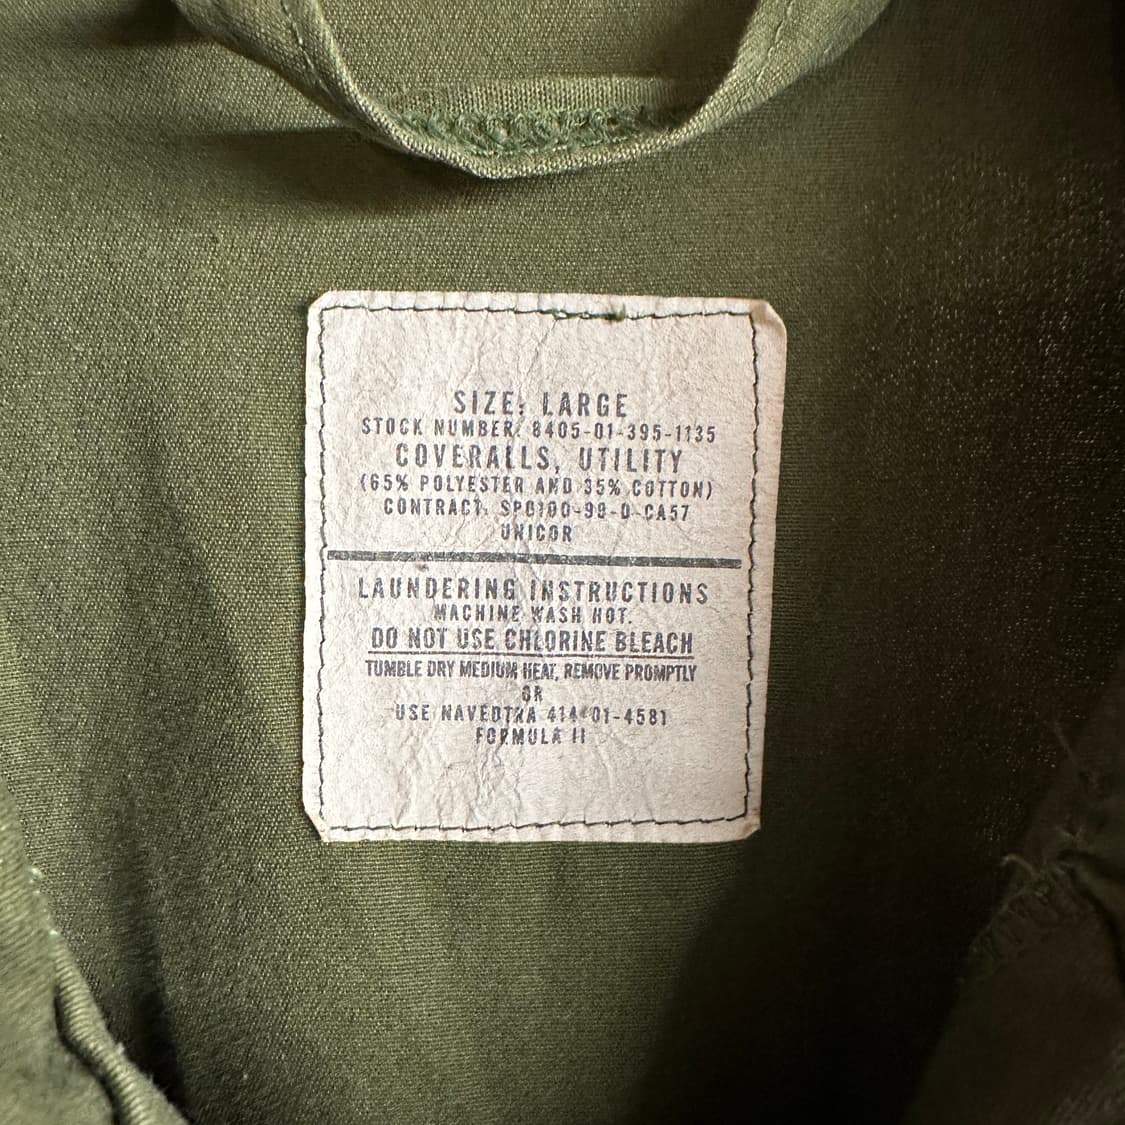 SIZE: LARGE
STOCK NUMBER: 8405-01-395-1135
COVERALLS, UTILITY
(65% POLYESTER AND 35% COTTON)
CONTRACT: SP0100-98-D-CA57
UNICOR
LAUNDERING INSTRUCTIONS
MACHINE WASH HOT.
DO NOT USE CHLORINE BLEACH
TUMBLE DRY MEDIUM HEAT, REMOVE PROMPTLY
OR
USE NAVEDTRA 414-01-4581
FORMULA II